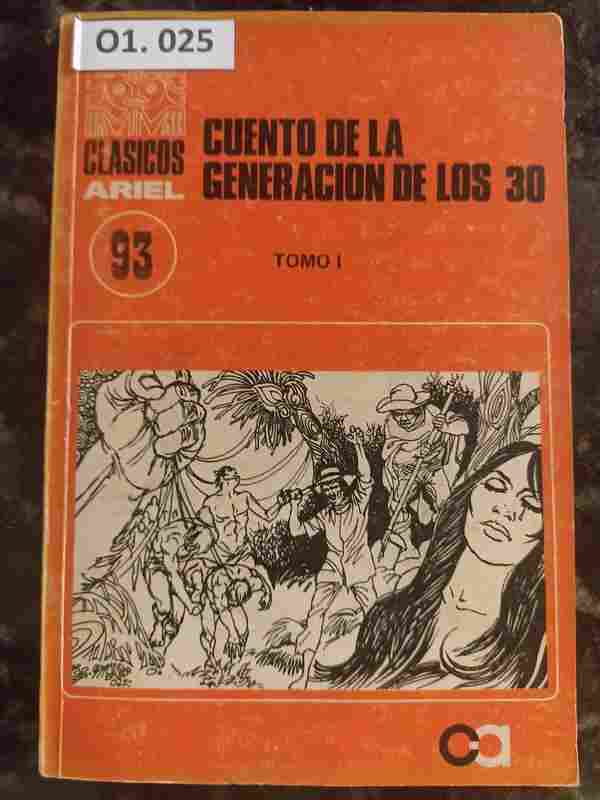 O1. 025
CLASICOS
ARIEL
CUENTO DE LA
GENERACION DE LOS 30
93
TOMO I
ca